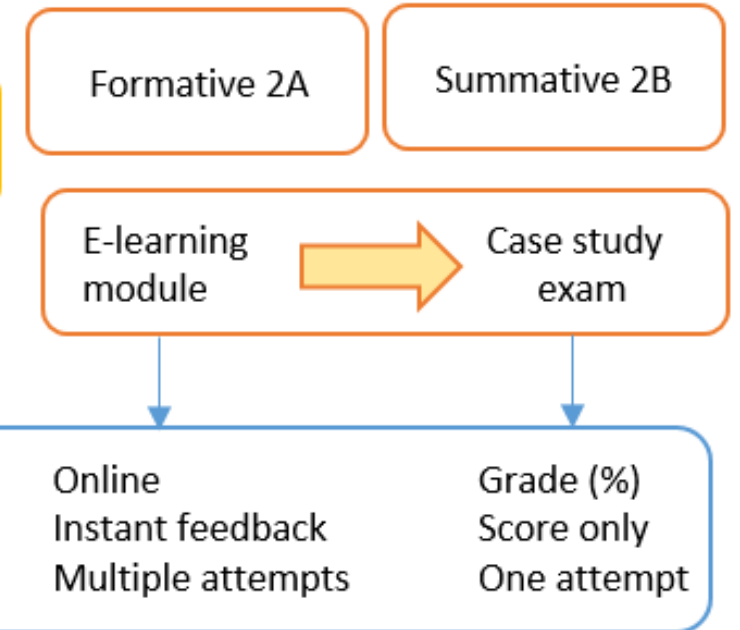 Formative 2A
Summative 2B
E-learning
module
Case study
exam
Online
Instant feedback
Multiple attempts
Grade (%)
Score only
One attempt